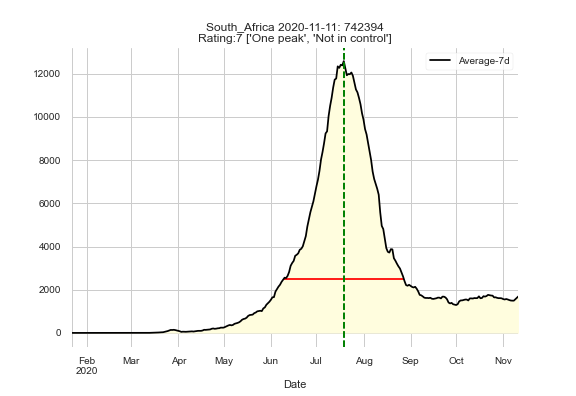 South_Africa 2020-11-11: 742394
Rating:7 ['One peak', 'Not in control']
Average-7d
12000
10000
8000
6000
4000
2000
0
Feb Mar Apr May Jun Jul Aug Sep Oct Nov
2020
Date